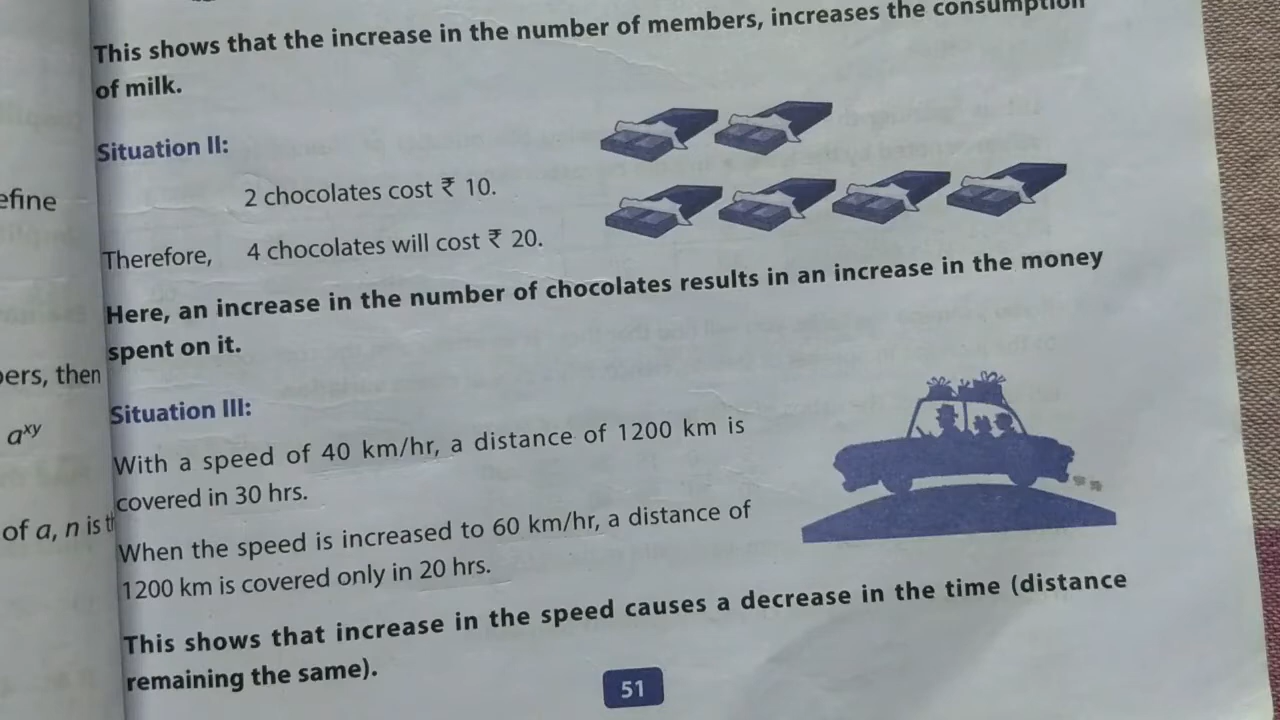 This shows that the increase in the number of members, increases the consumption
of milk.
Situation II:
2 chocolates cost ₹ 10.
efine
Therefore, 4 chocolates will cost ₹ 20.
Here, an increase in the number of chocolates results in an increase in the money
spent on it.
bers, then
Situation III:
a^xy
With a speed of 40 km/hr, a distance of 1200 km is
covered in 30 hrs.
of a, n is th
When the speed is increased to 60 km/hr, a distance of
1200 km is covered only in 20 hrs.
This shows that increase in the speed causes a decrease in the time (distance
remaining the same).
51